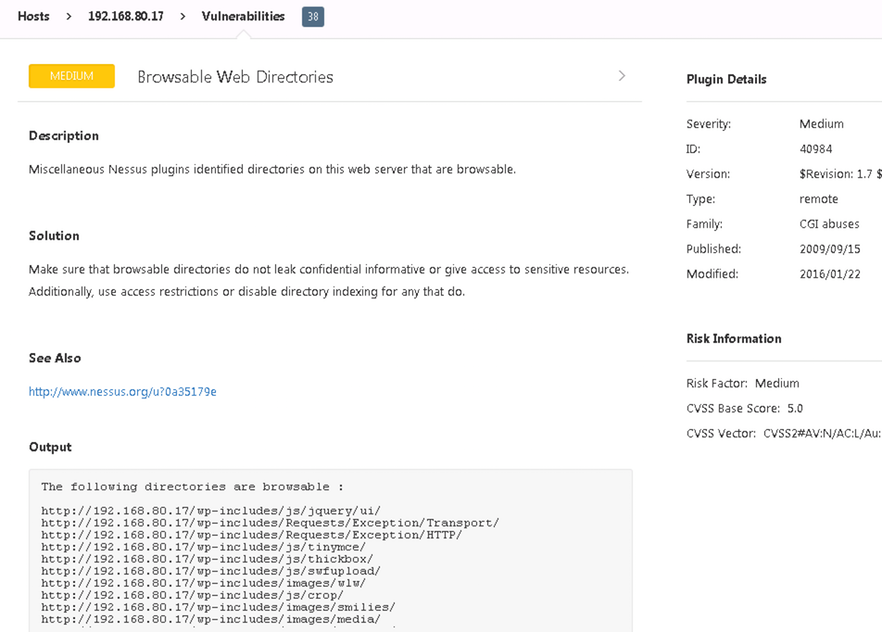 Hosts > 192.168.80.17 > Vulnerabilities 38
MEDIUM Browsable Web Directories
Description
Miscellaneous Nessus plugins identified directories on this web server that are browsable.
Solution
Make sure that browsable directories do not leak confidential informative or give access to sensitive resources.
Additionally, use access restrictions or disable directory indexing for any that do.
See Also
http://www.nessus.org/u?0a35179e
Output
The following directories are browsable :
http://192.168.80.17/wp-includes/js/jquery/ui/
http://192.168.80.17/wp-includes/Requests/Exception/Transport/
http://192.168.80.17/wp-includes/Requests/Exception/HTTP/
http://192.168.80.17/wp-includes/js/tinymce/
http://192.168.80.17/wp-includes/js/thickbox/
http://192.168.80.17/wp-includes/js/swfupload/
http://192.168.80.17/wp-includes/images/wlw/
http://192.168.80.17/wp-includes/js/crop/
http://192.168.80.17/wp-includes/images/smilies/
http://192.168.80.17/wp-includes/images/media/
Plugin Details
Severity: Medium
ID: 40984
Version: $Revision: 1.7 $
Type: remote
Family: CGI abuses
Published: 2009/09/15
Modified: 2016/01/22
Risk Information
Risk Factor: Medium
CVSS Base Score: 5.0
CVSS Vector: CVSS2#AV:N/AC:L/Au: